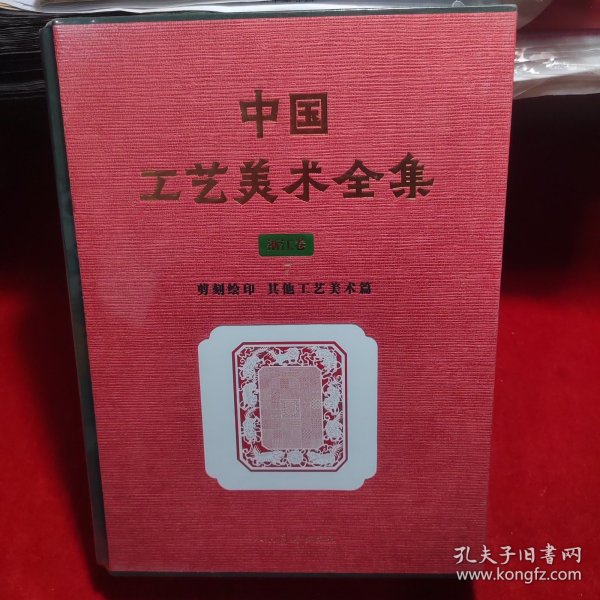 中国
工艺美术全集
浙江卷
剪刻绘印 其他工艺美术篇
孔夫子旧书网
www.kongfz.com